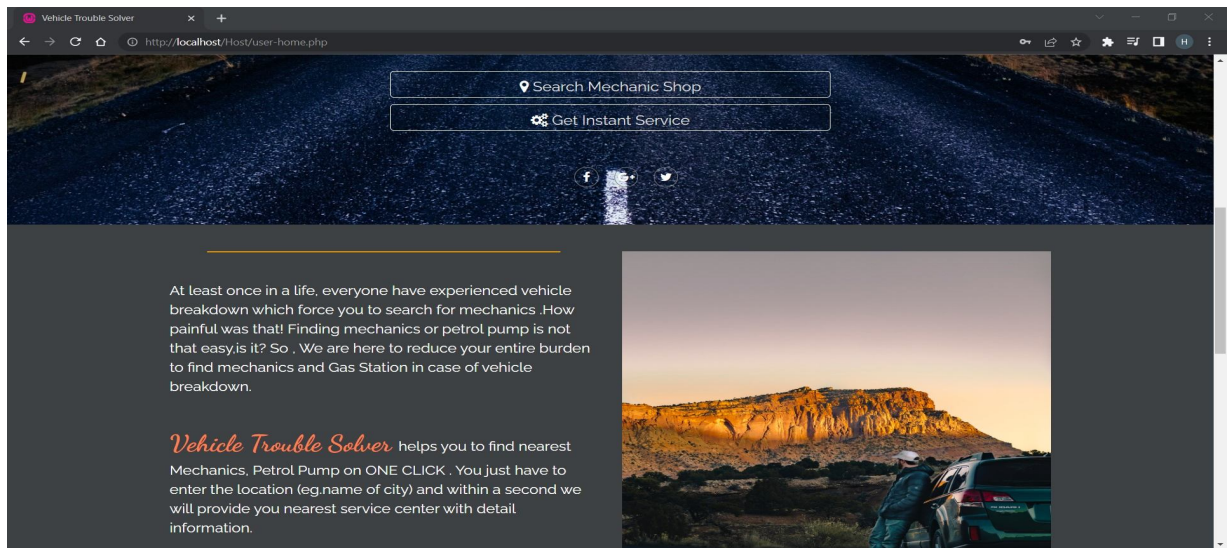 Vehicle Trouble Solver
http://localhost/Host/user-home.php
H
Search Mechanic Shop
Get Instant Service
f G+
At least once in a life, everyone have experienced vehicle
breakdown which force you to search for mechanics .How
painful was that! Finding mechanics or petrol pump is not
that easy,is it? So , We are here to reduce your entire burden
to find mechanics and Gas Station in case of vehicle
breakdown.
Vehicle Trouble Solver helps you to find nearest
Mechanics, Petrol Pump on ONE CLICK . You just have to
enter the location (eg.name of city) and within a second we
will provide you nearest service center with detail
information.